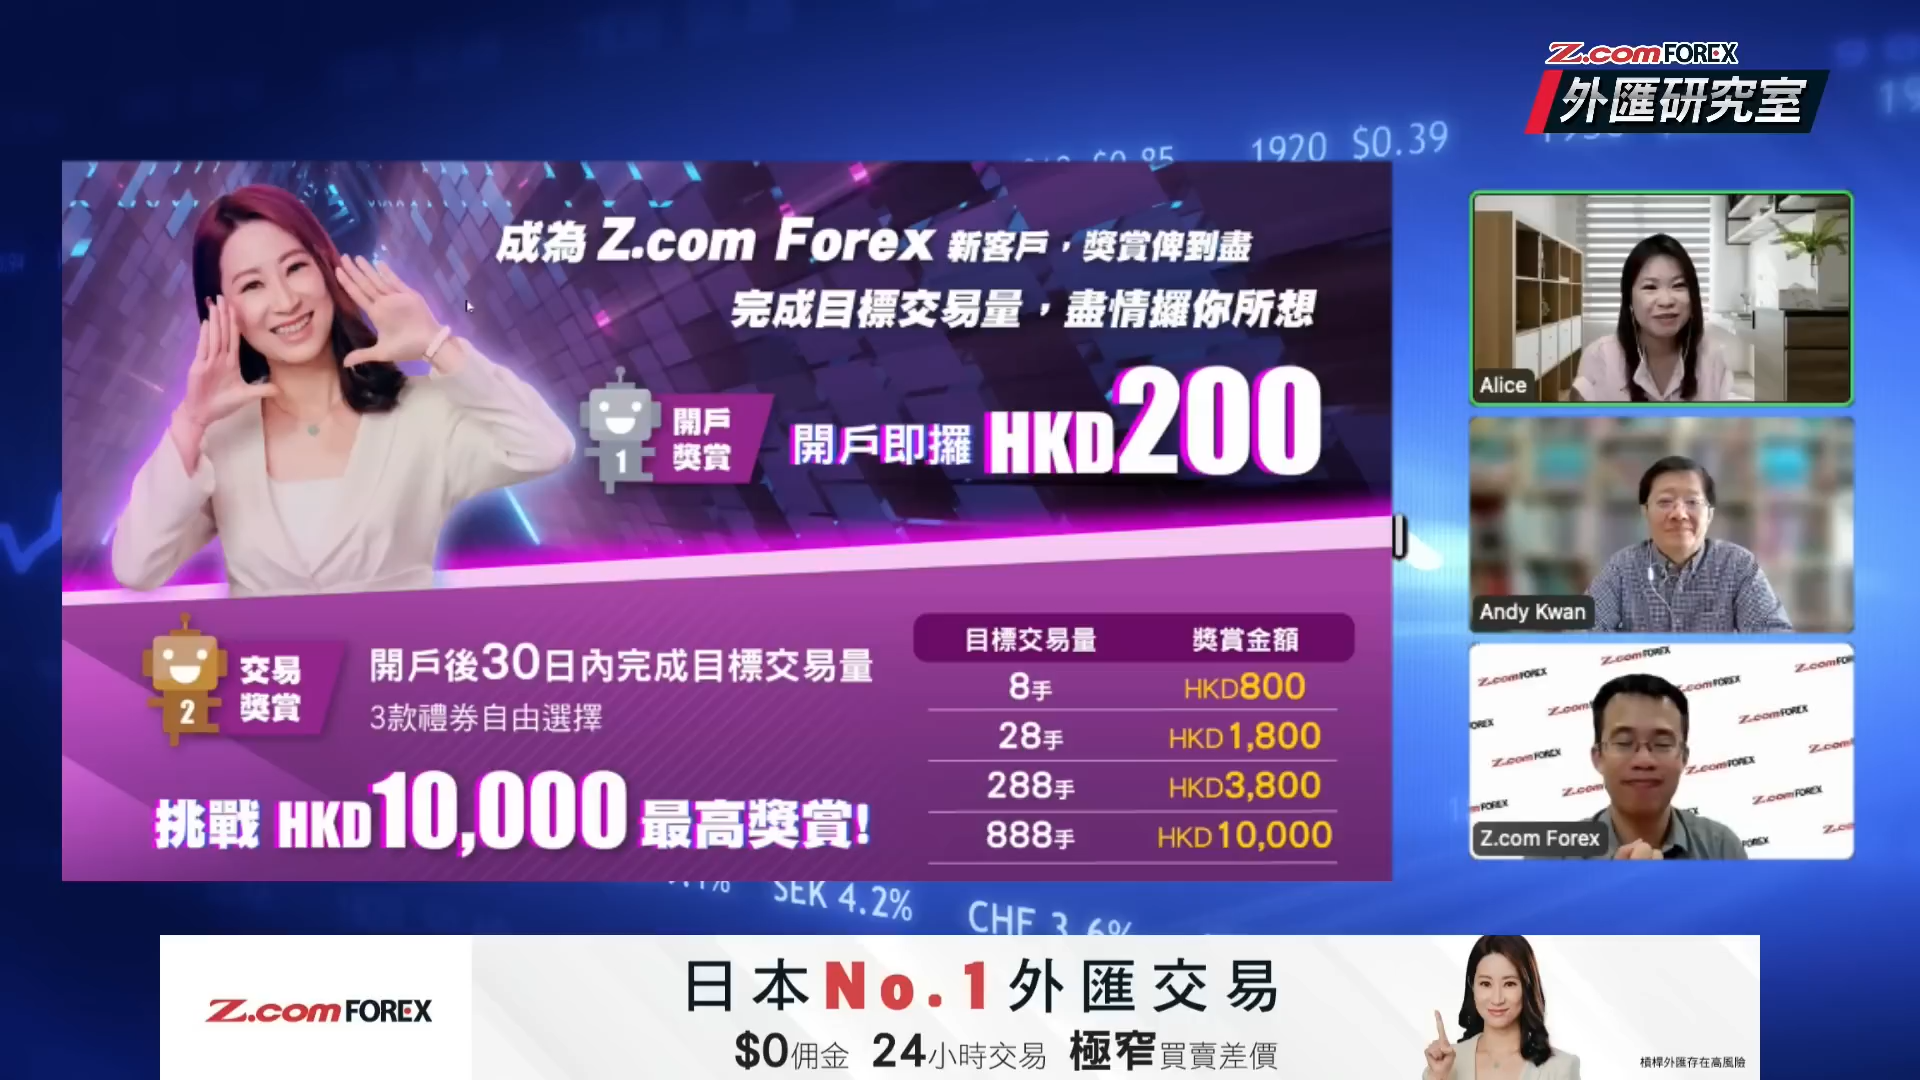 Z.com FOREX
外匯研究室
1920 $0.39
成為 Z.com Forex 新客戶，獎賞俾到盡
完成目標交易量，盡情攞你所想
1 開戶獎賞
開戶即攞 HKD200
2 交易獎賞
開戶後30日內完成目標交易量
3款禮券自由選擇
挑戰 HKD10,000 最高獎賞!
目標交易量 獎賞金額
8手 HKD800
28手 HKD1,800
288手 HKD3,800
888手 HKD10,000
Alice
Andy Kwan
Z.com Forex
SEK 4.2%
CHF 3.6%
Z.com FOREX
日本No.1外匯交易
$0佣金 24小時交易 極窄買賣差價
槓桿外匯存在高風險